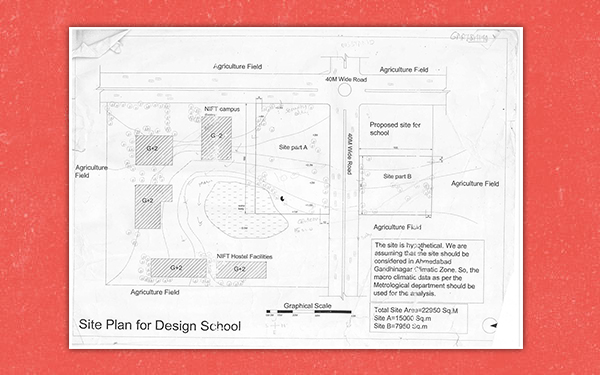 Agriculture Field
Agriculture Field
40M Wide Road
NIFT campus
G+2
G+2
Proposed site for
school
Site part A
40M Wide Road
Agriculture
Field
Site part B
Agriculture Field
G+2
Agriculture Field
NIFT Hostel Facilities
G+2
G+2
Agriculture Field
The site is hypothetical. We are
assuming that the site should be
considered in Ahmedabad
Gandhinagar Climatic Zone. So, the
macro climatic data as per the
Metrological department should be
used for the analysis.
Graphical Scale
Total Site Area=22950 Sq.M
Site A=15000 Sq.m
Site B=7950 Sq.m
Site Plan for Design School